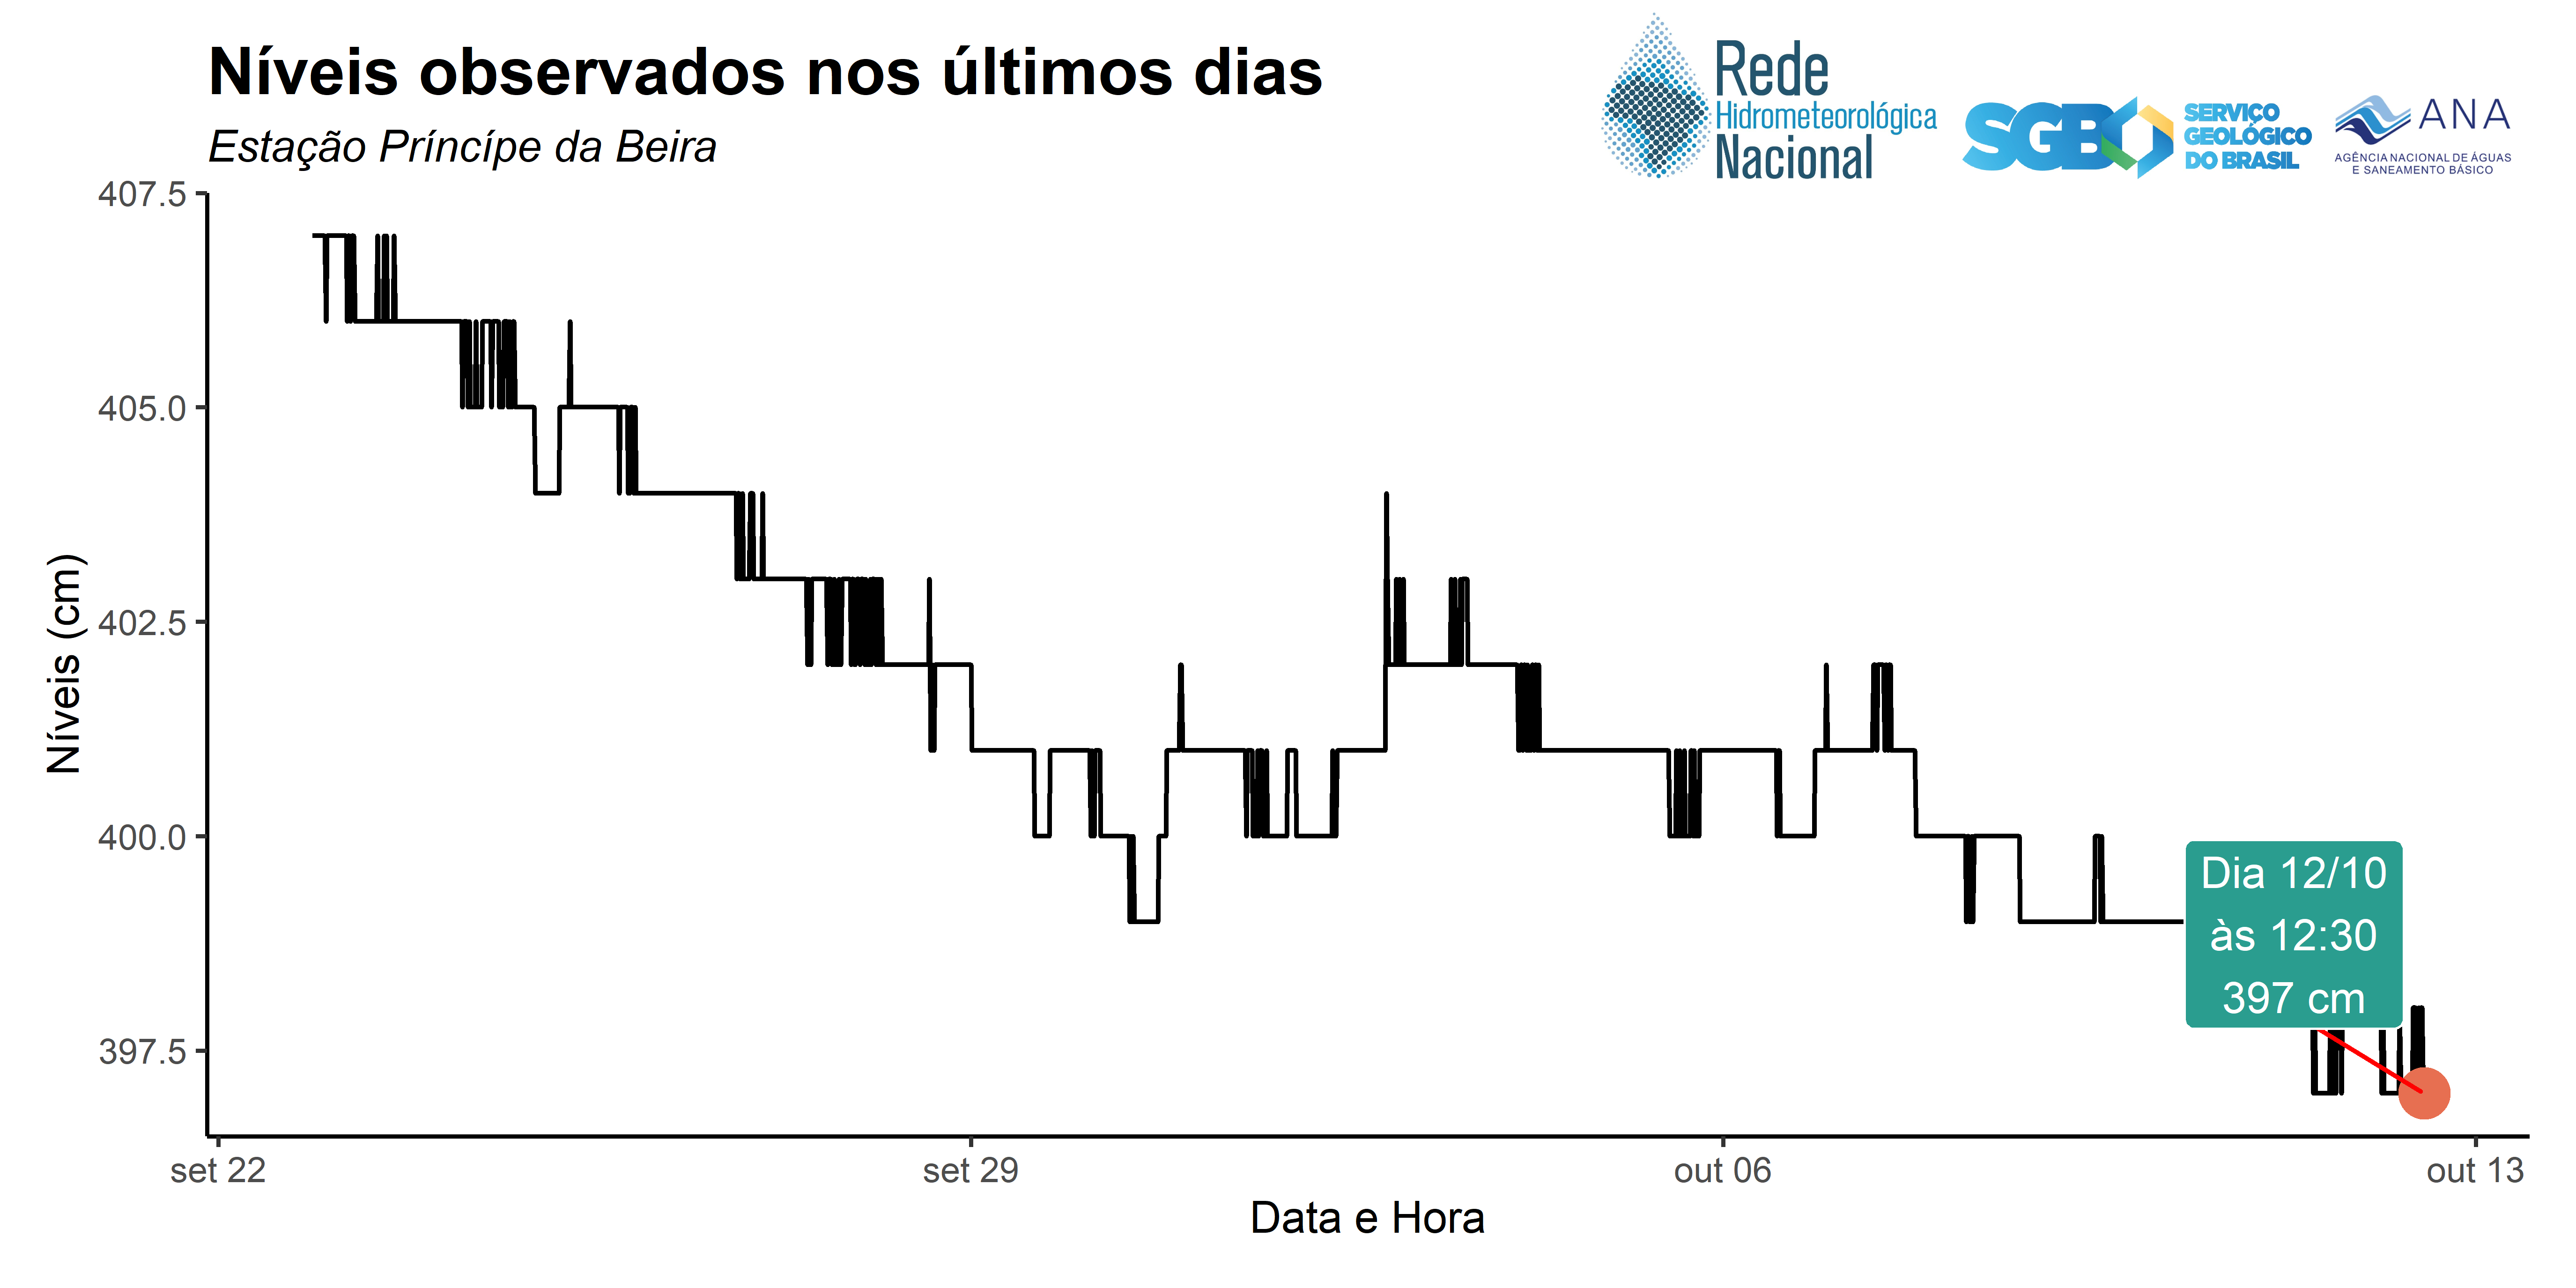 Níveis observados nos últimos dias
Estação Príncípe da Beira
Rede
Hidrometeorológica
Nacional
SGB
SERVIÇO
GEOLÓGICO
DO BRASIL
ANA
AGÊNCIA NACIONAL DE ÁGUAS
E SANEAMENTO BÁSICO
407.5
405.0
402.5
400.0
397.5
Níveis (cm)
Dia 12/10
às 12:30
397 cm
set 22
set 29
out 06
out 13
Data e Hora